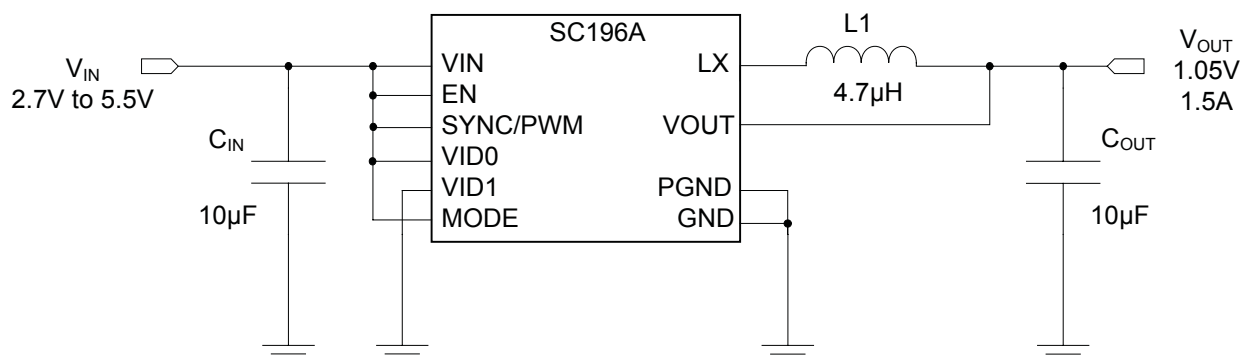 SC196A
L1
V_IN
2.7V to 5.5V
VIN
LX
V_OUT
1.05V
1.5A
4.7µH
EN
SYNC/PWM
VOUT
C_IN
VID0
C_OUT
VID1
PGND
10µF
MODE
GND
10µF